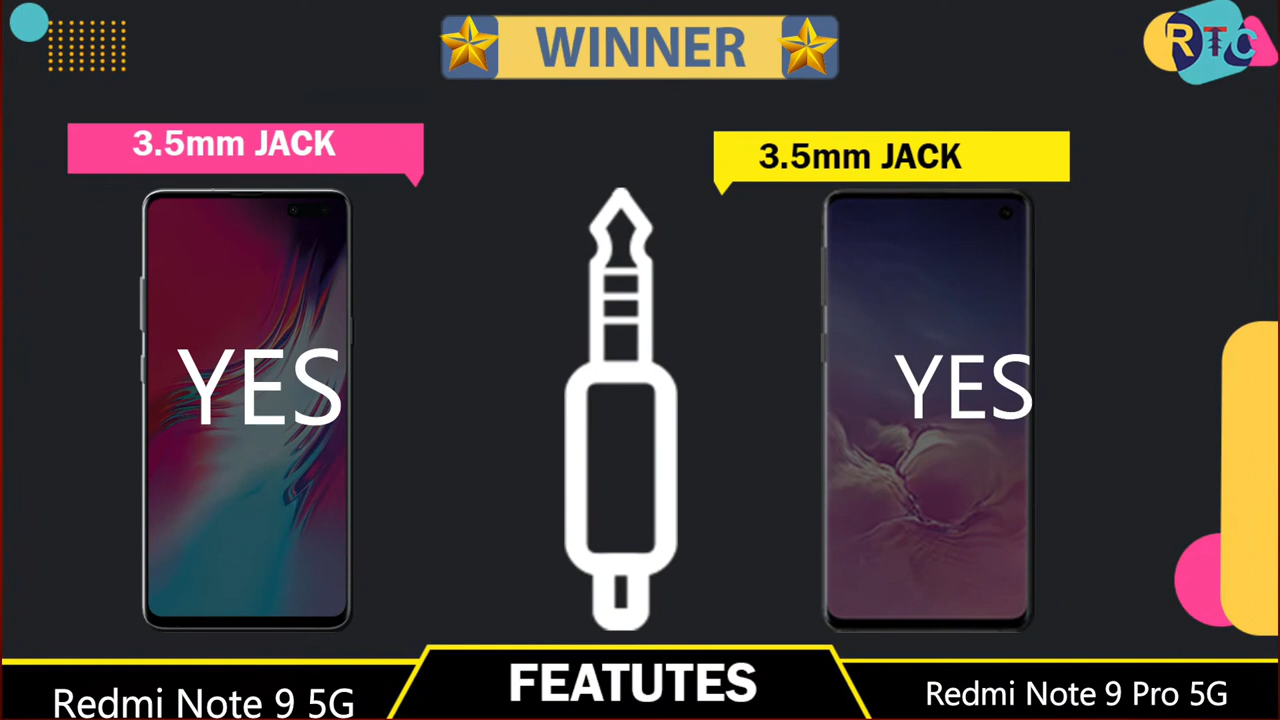 WINNER
RTC
3.5mm JACK
3.5mm JACK
YES
YES
FEATUTES
Redmi Note 9 5G
Redmi Note 9 Pro 5G